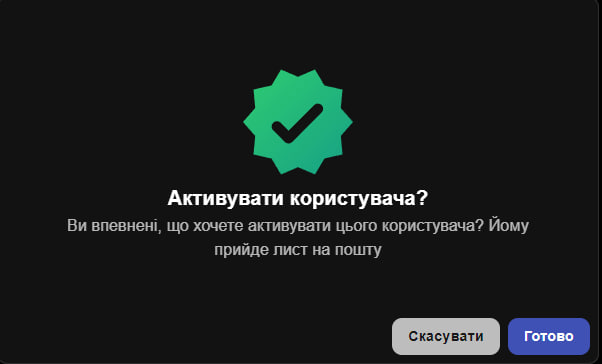 Активувати користувача?
Ви впевнені, що хочете активувати цього користувача? Йому
прийде лист на пошту
Скасувати
Готово